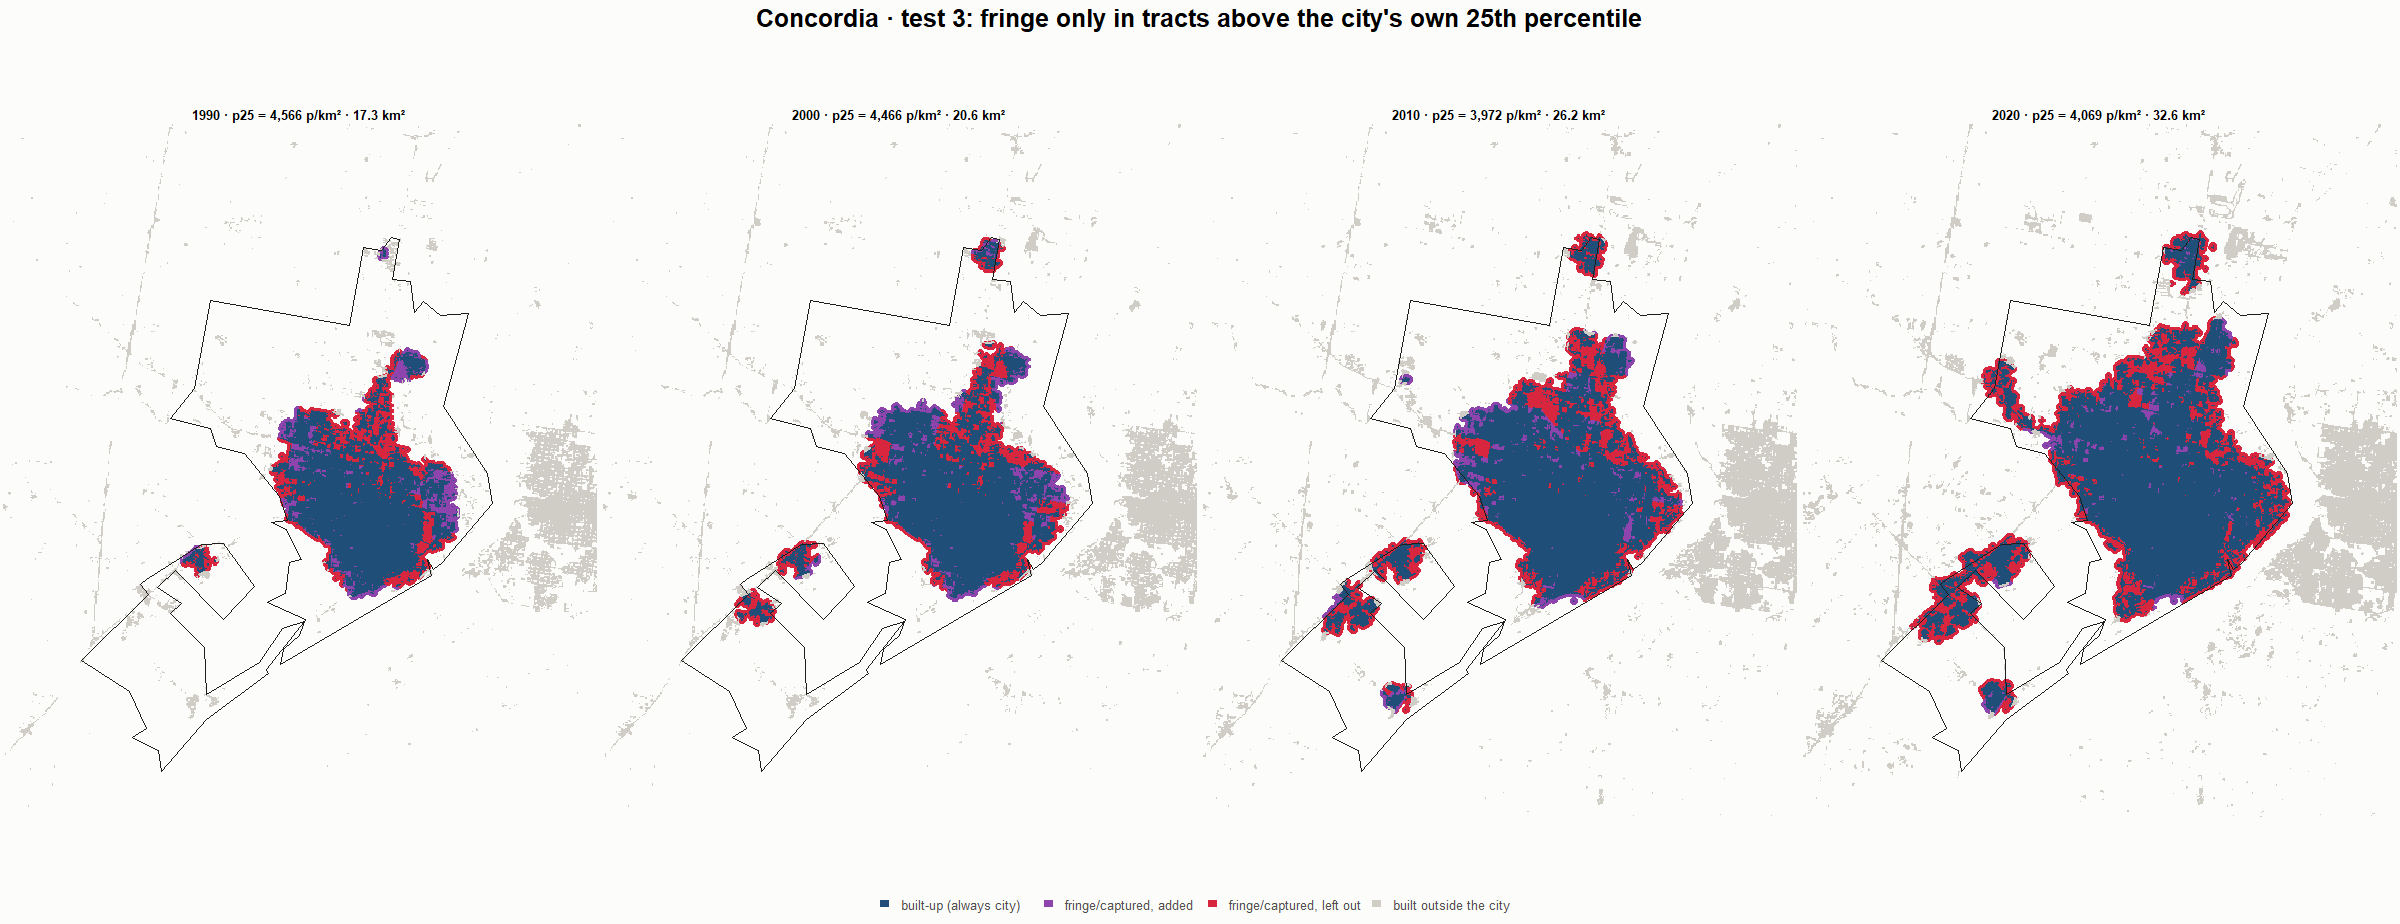 Concordia · test 3: fringe only in tracts above the city's own 25th percentile
1990 · p25 = 4,566 p/km² · 17.3 km²
2000 · p25 = 4,466 p/km² · 20.6 km²
2010 · p25 = 3,972 p/km² · 26.2 km²
2020 · p25 = 4,069 p/km² · 32.6 km²
built-up (always city)
fringe/captured, added
fringe/captured, left out
built outside the city